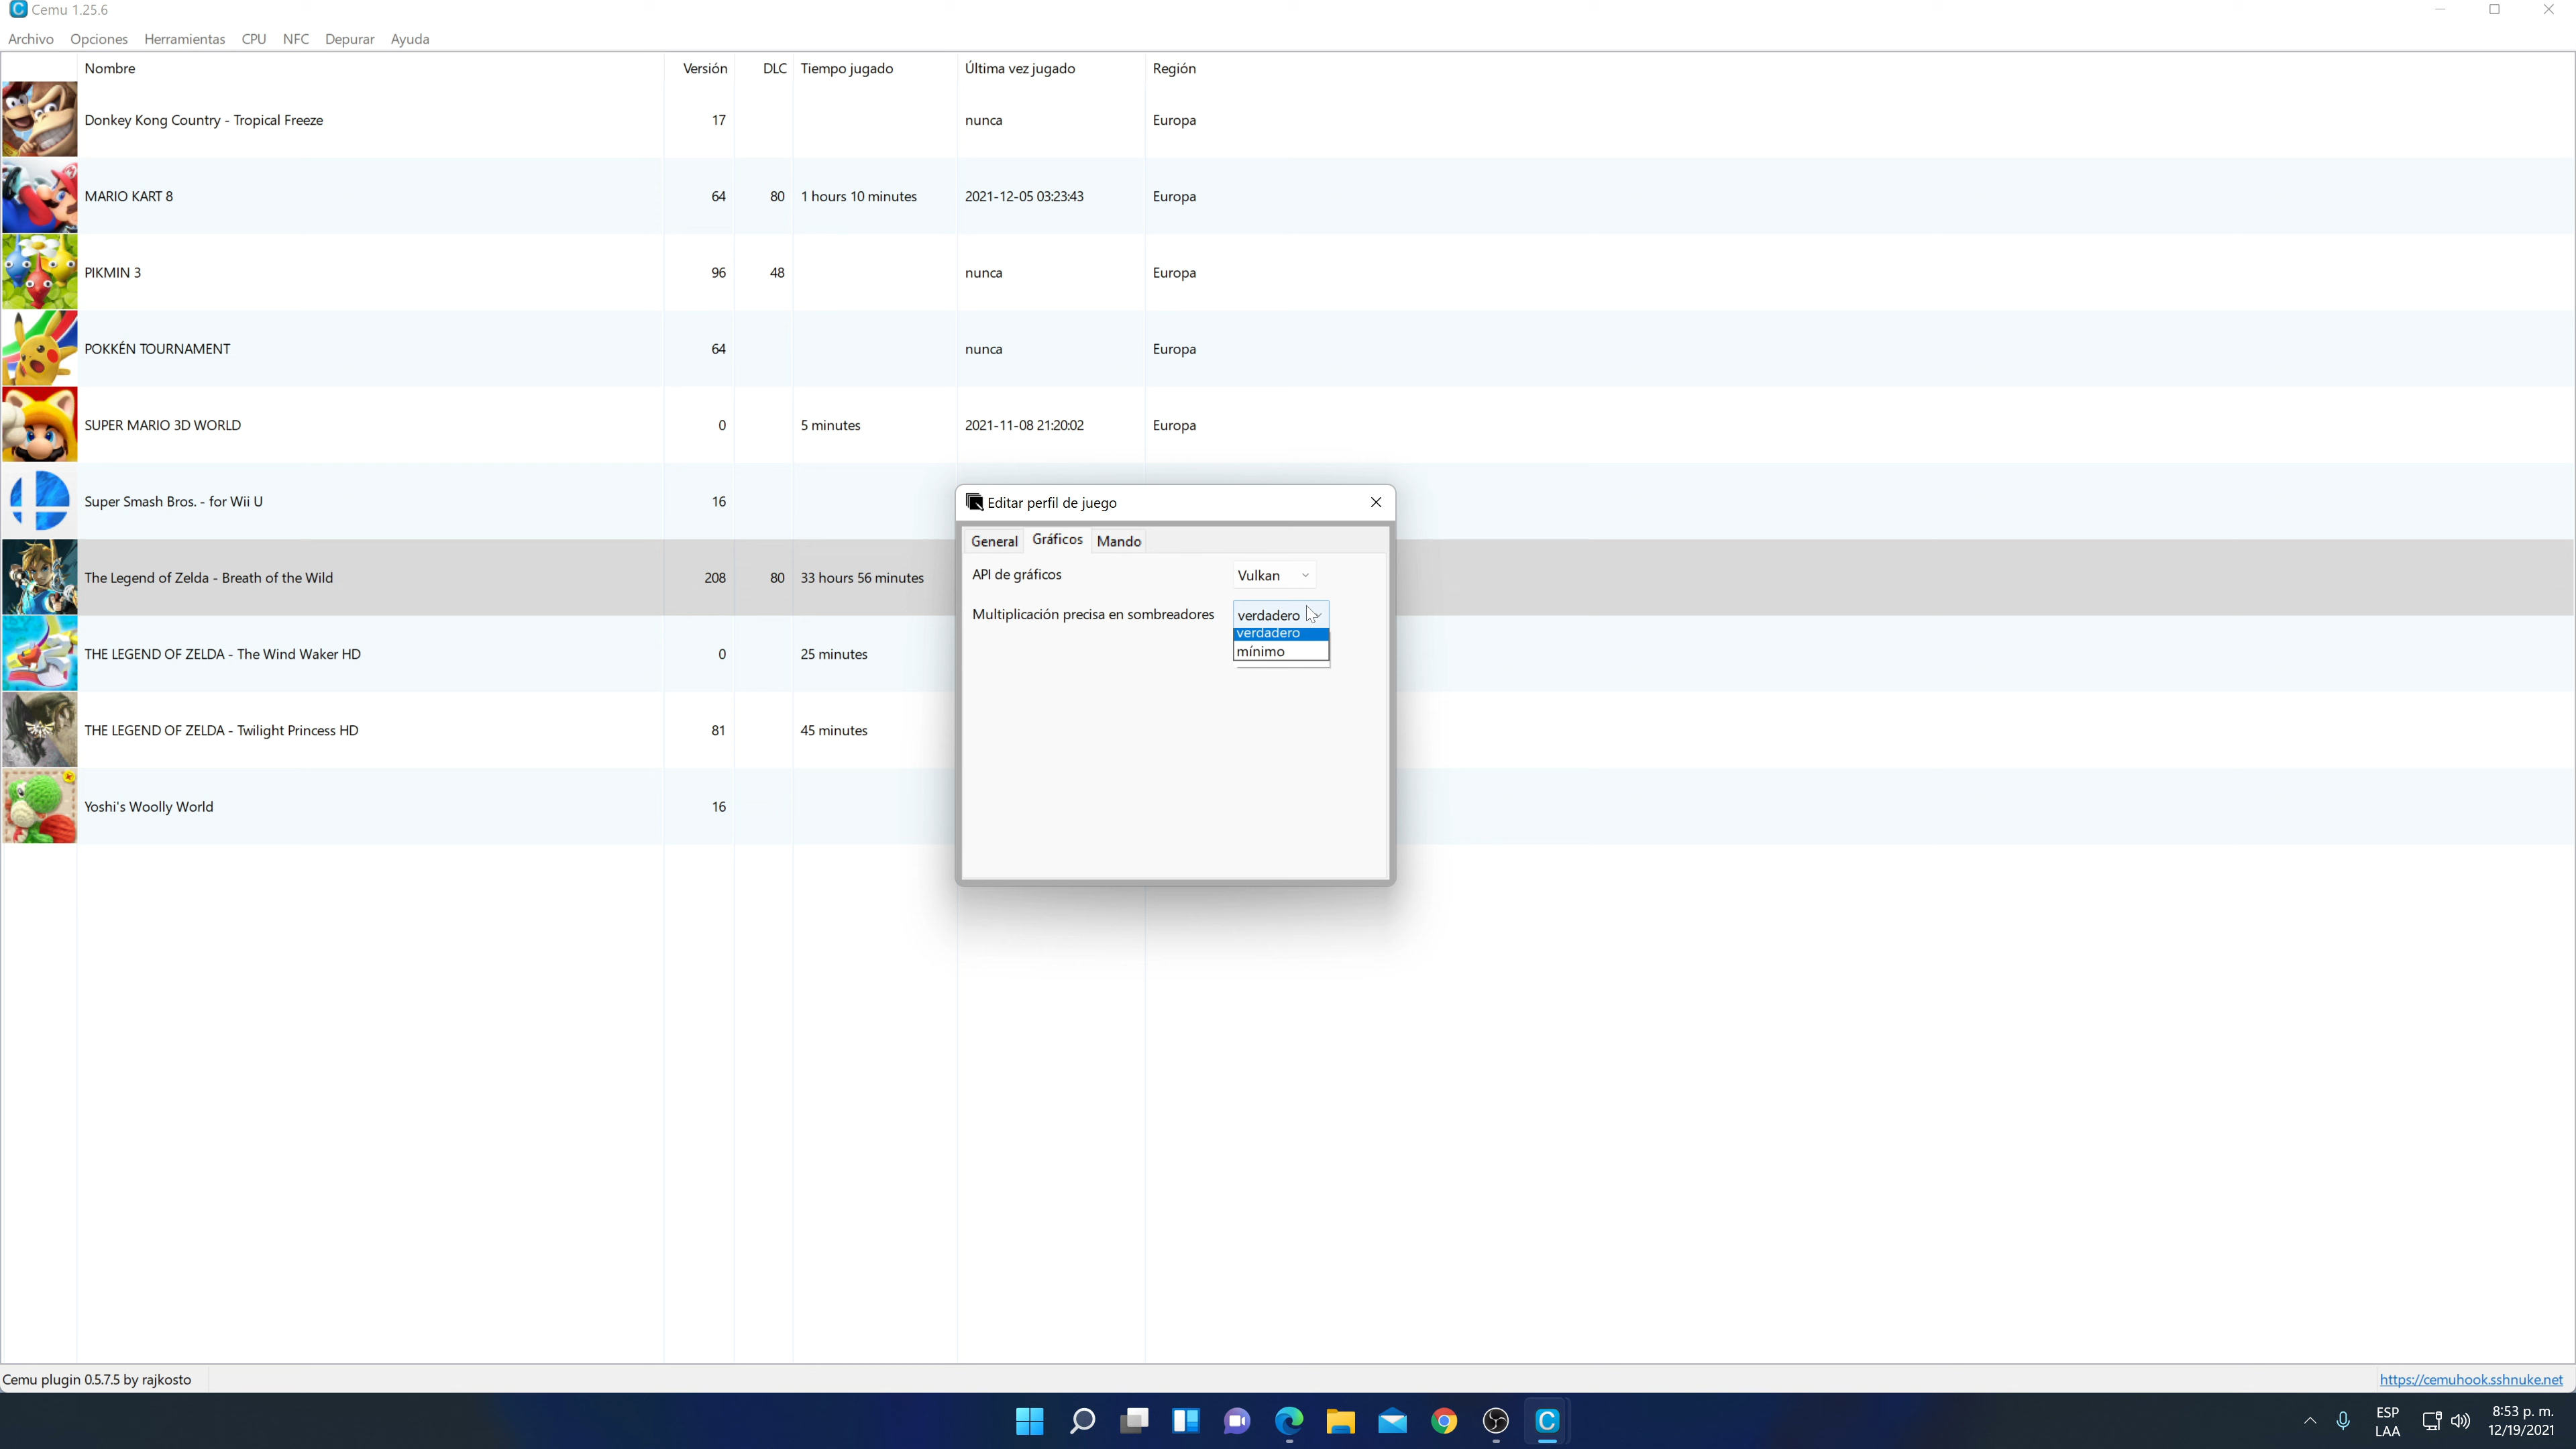 Cemu 1.25.6
Archivo Opciones Herramientas CPU NFC Depurar Ayuda
Nombre Versión DLC Tiempo jugado Última vez jugado Región
Donkey Kong Country - Tropical Freeze 17 nunca Europa
MARIO KART 8 64 80 1 hours 10 minutes 2021-12-05 03:23:43 Europa
PIKMIN 3 96 48 nunca Europa
POKKÉN TOURNAMENT 64 nunca Europa
SUPER MARIO 3D WORLD 0 5 minutes 2021-11-08 21:20:02 Europa
Super Smash Bros. - for Wii U 16
The Legend of Zelda - Breath of the Wild 208 80 33 hours 56 minutes
THE LEGEND OF ZELDA - The Wind Waker HD 0 25 minutes
THE LEGEND OF ZELDA - Twilight Princess HD 81 45 minutes
Yoshi's Woolly World 16
Editar perfil de juego
General Gráficos Mando
API de gráficos Vulkan
Multiplicación precisa en sombreadores verdadero
verdadero
mínimo
Cemu plugin 0.5.7.5 by rajkosto https://cemuhook.sshnuke.net
ESP
LAA
8:53 p. m.
12/19/2021